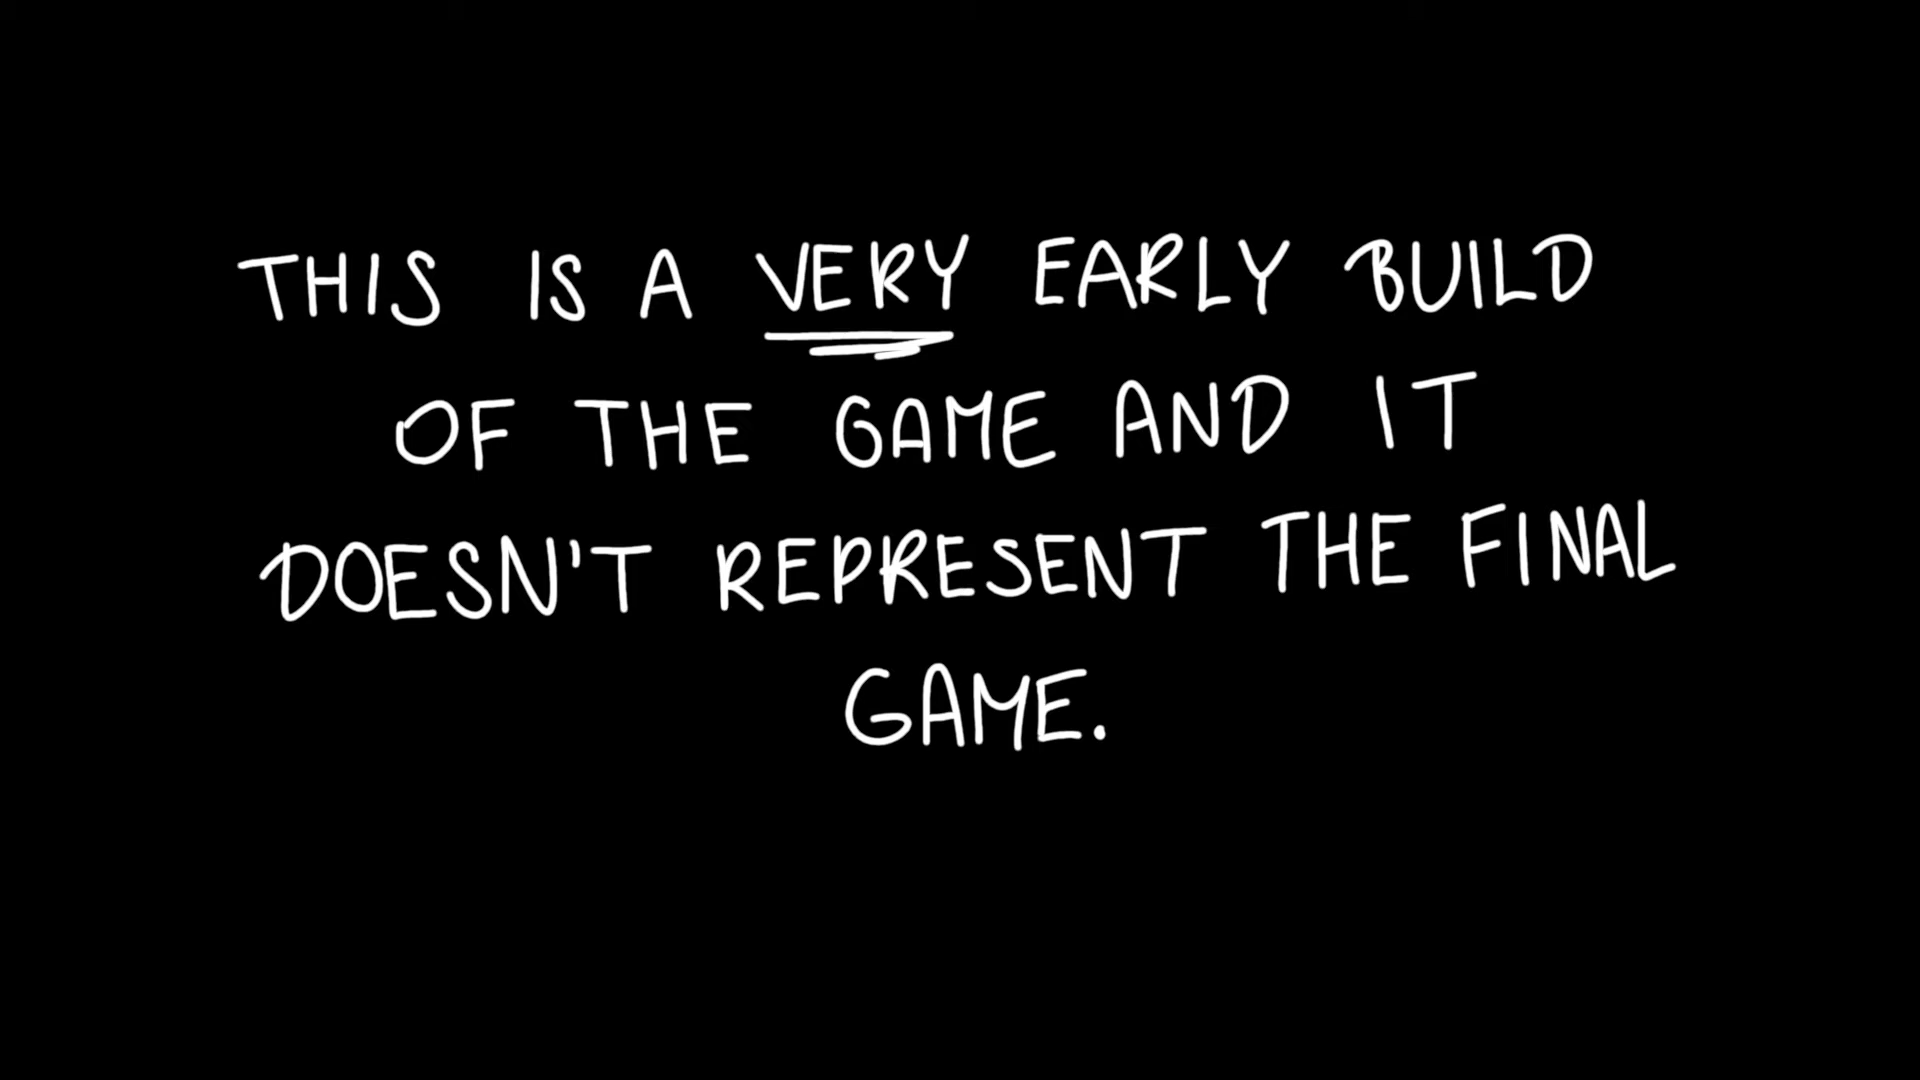 THIS IS A VERY EARLY BUILD
OF THE GAME AND IT
DOESN'T REPRESENT THE FINAL
GAME.